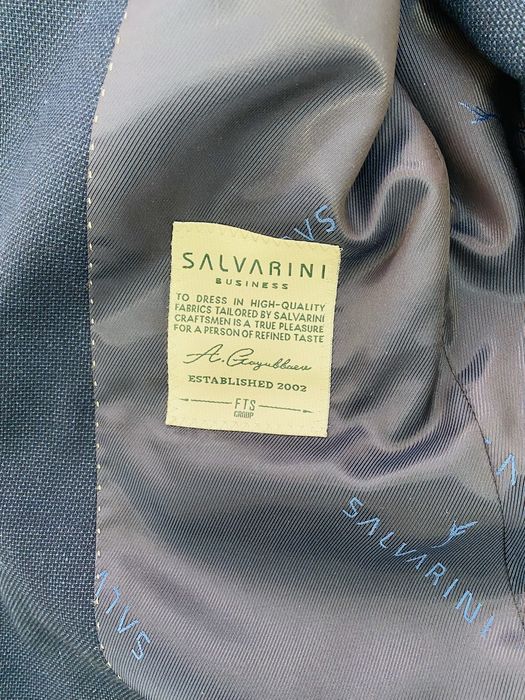 SALVARINI
BUSINESS
TO DRESS IN HIGH-QUALITY
FABRICS TAILORED BY SALVARINI
CRAFTSMEN IS A TRUE PLEASURE
FOR A PERSON OF REFINED TASTE
ESTABLISHED 2002
FTS
GROUP
SALVARINI
SALV